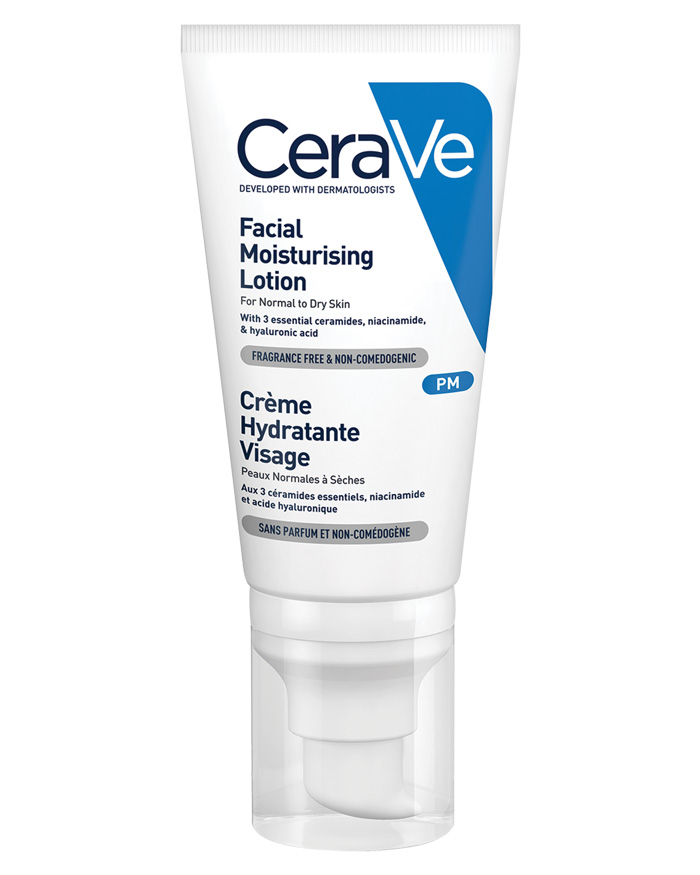 CeraVe
DEVELOPED WITH DERMATOLOGISTS
Facial
Moisturising
Lotion
For Normal to Dry Skin
With 3 essential ceramides, niacinamide,
& hyaluronic acid
FRAGRANCE FREE & NON-COMEDOGENIC
PM
Crème
Hydratante
Visage
Peaux Normales à Sèches
Aux 3 céramides essentiels, niacinamide
et acide hyaluronique
SANS PARFUM ET NON-COMÉDOGÈNE